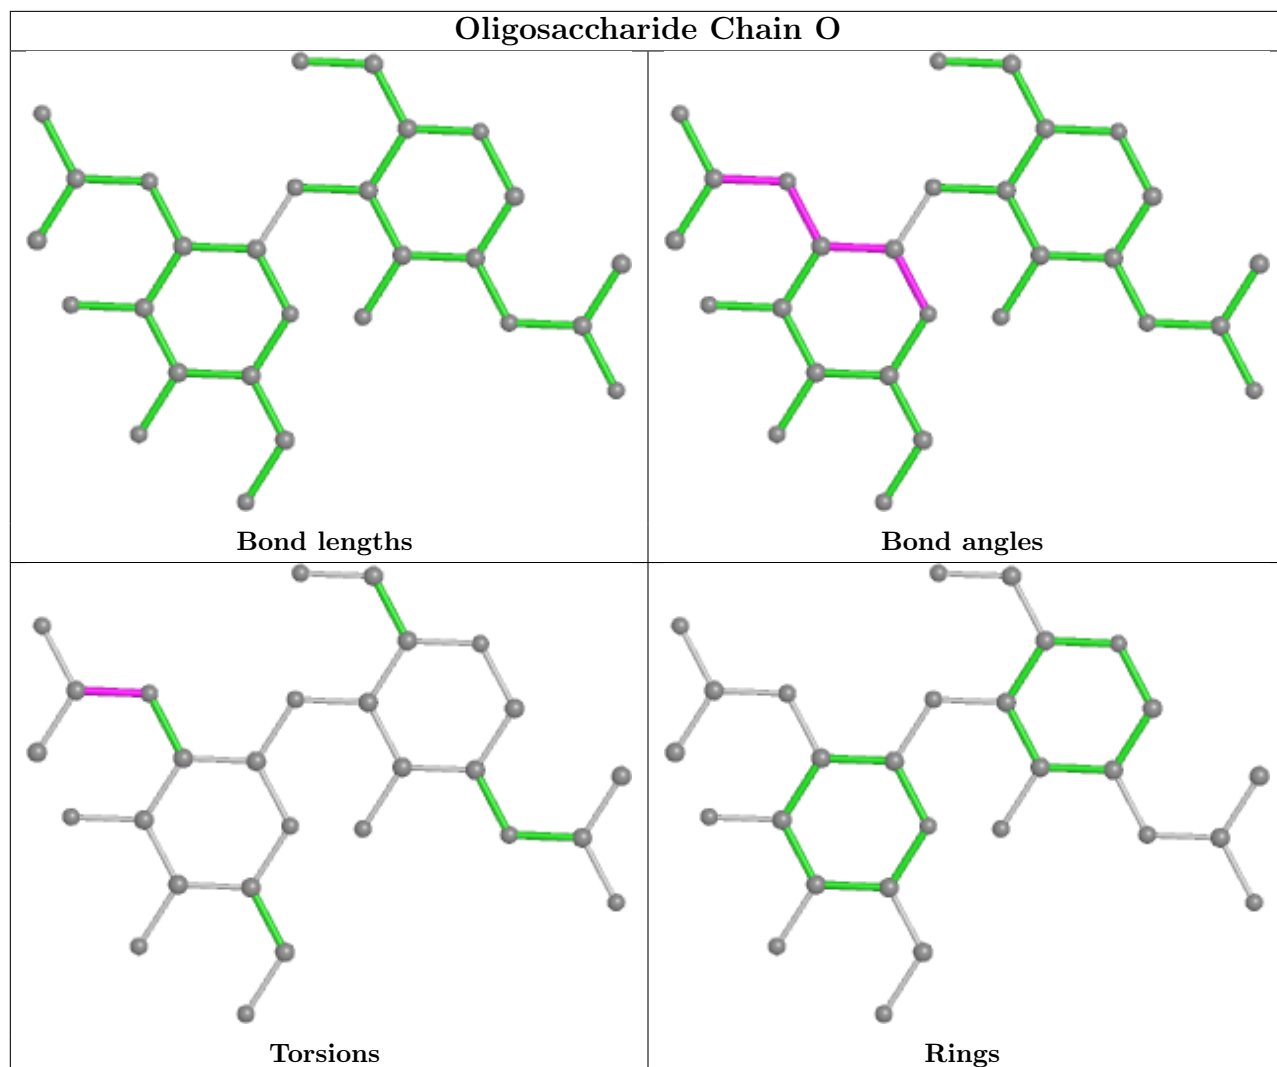 Oligosaccharide Chain O
Bond lengths
Bond angles
Torsions
Rings